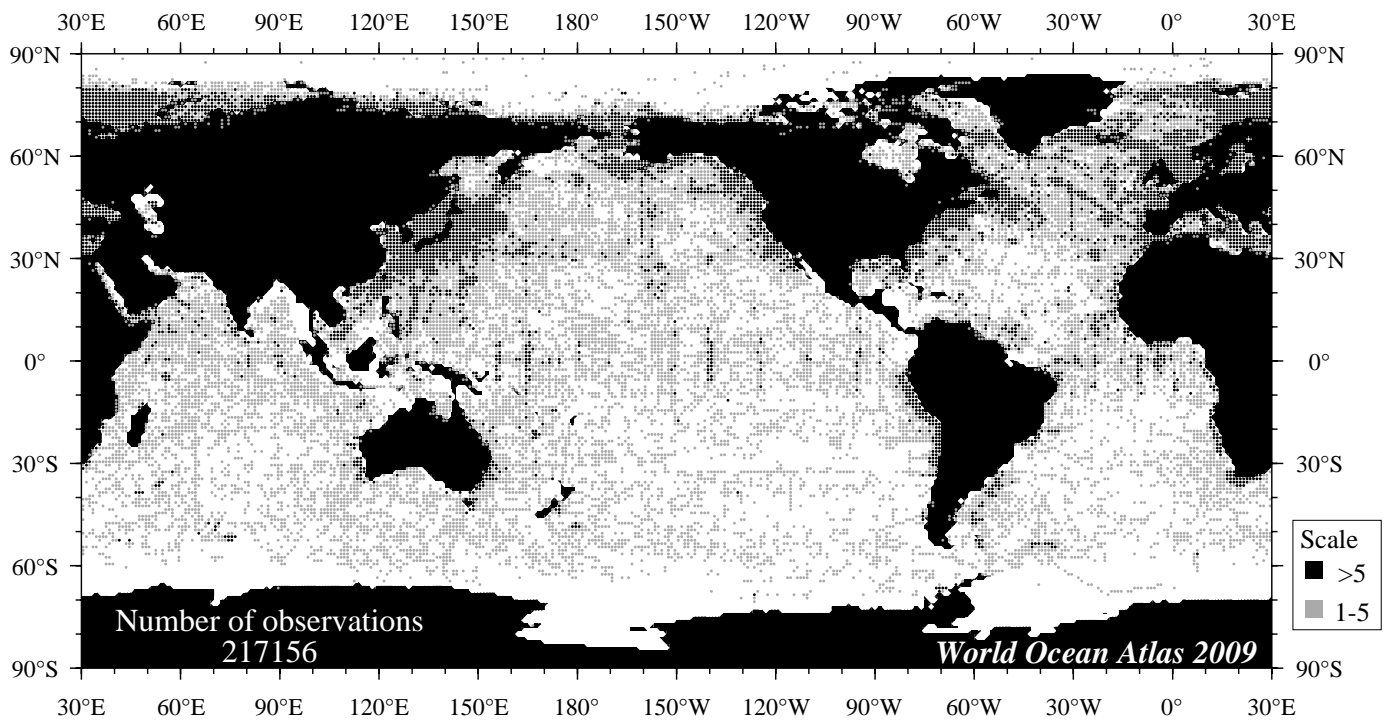 30°E 60°E 90°E 120°E 150°E 180° 150°W 120°W 90°W 60°W 30°W 0° 30°E
90°N 90°N
60°N 60°N
30°N 30°N
0° 0°
30°S 30°S
60°S 60°S
90°S 90°S
Scale
>5
1-5
Number of observations
217156
World Ocean Atlas 2009
30°E 60°E 90°E 120°E 150°E 180° 150°W 120°W 90°W 60°W 30°W 0° 30°E